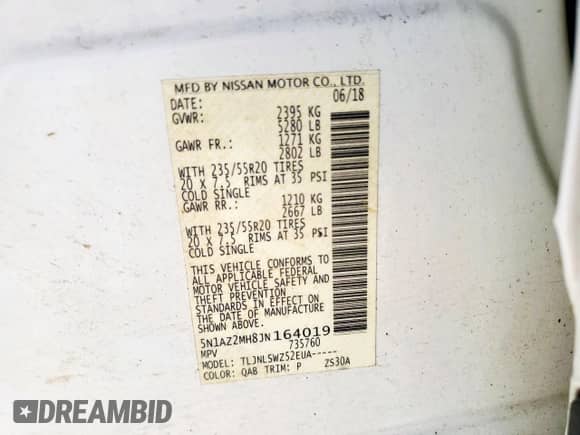 MFD BY NISSAN MOTOR CO., LTD.
DATE: 06/18
GVWR: 2395 KG
5280 LB
GAWR FR.: 1271 KG
2802 LB
WITH 235/55R20 TIRES
20 X 7.5 RIMS AT 35 PSI
COLD SINGLE
GAWR RR.: 1210 KG
2667 LB
WITH 235/55R20 TIRES
20 X 7.5 RIMS AT 35 PSI
COLD SINGLE
THIS VEHICLE CONFORMS TO
ALL APPLICABLE FEDERAL
MOTOR VEHICLE SAFETY AND
THEFT PREVENTION
STANDARDS IN EFFECT ON
THE DATE OF MANUFACTURE
SHOWN ABOVE.
5N1AZ2MH8JN164019
MPV 735760
MODEL: TLJNLSWZ52EUA-----
COLOR: QAB TRIM: P ZS30A
DREAMBID